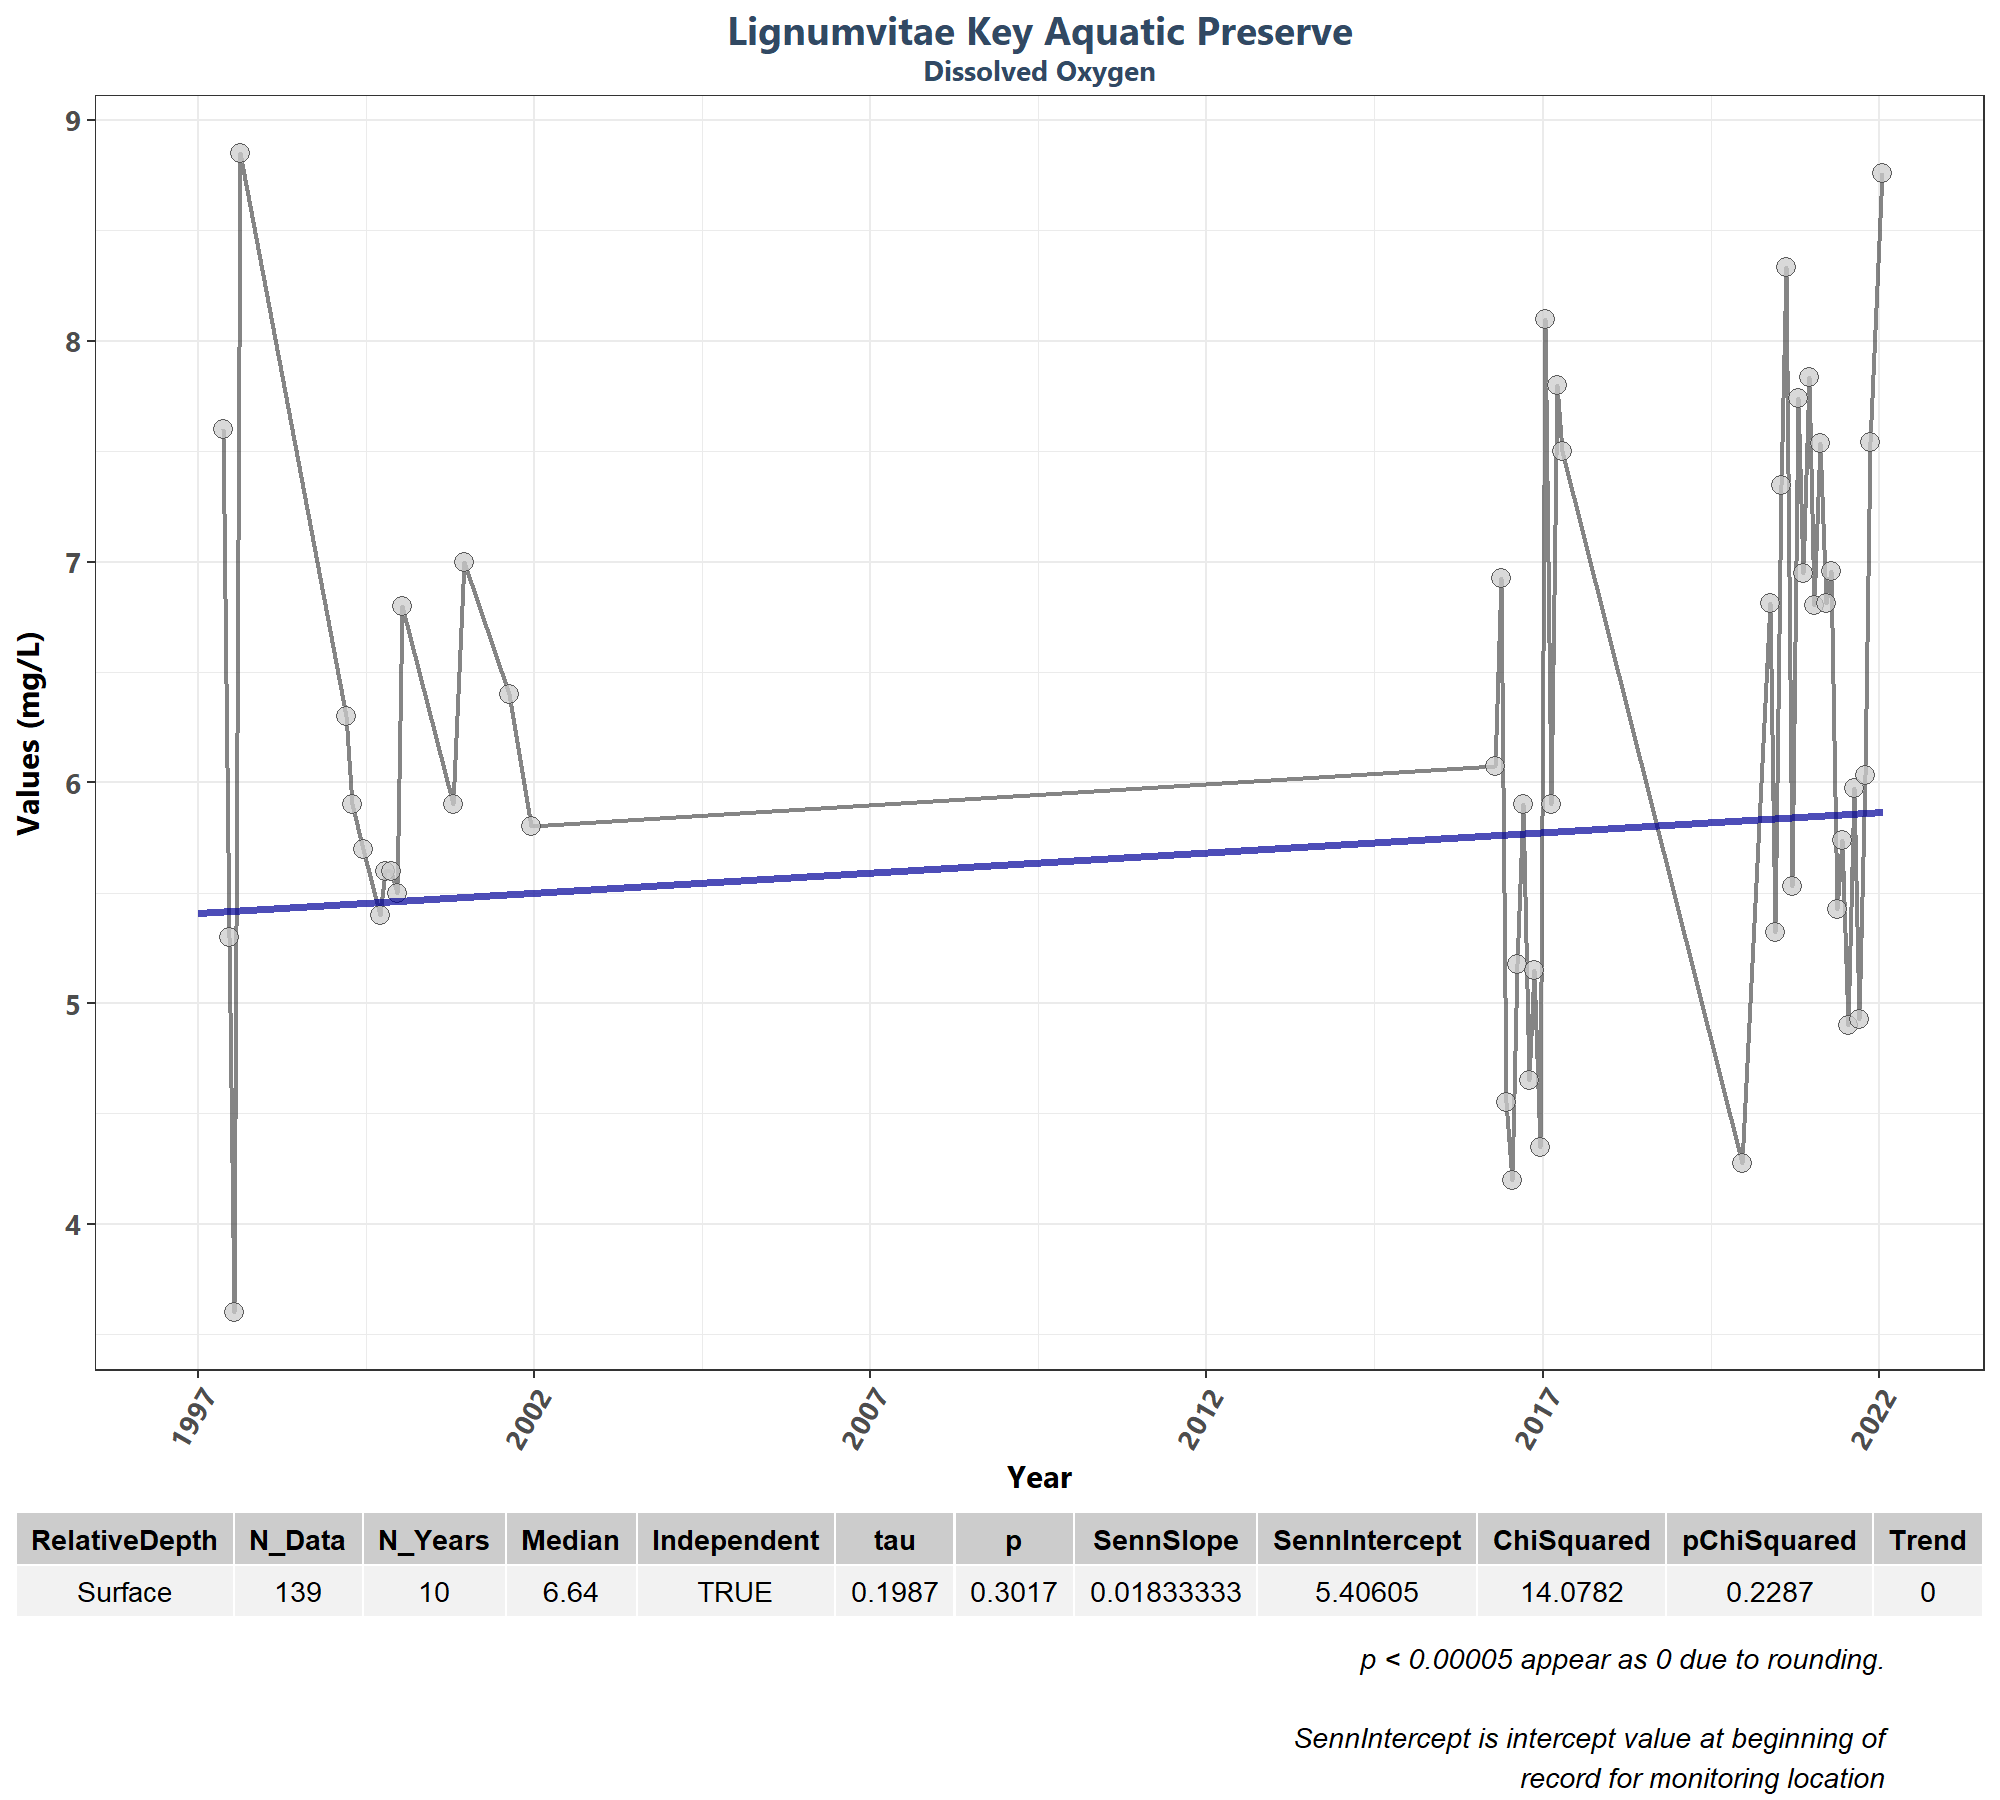 Lignumvitae Key Aquatic Preserve
Dissolved Oxygen
9
8
7
6
5
4
Values (mg/L)
1997 2002 2007 2012 2017 2022
Year
RelativeDepth N_Data N_Years Median Independent tau p SennSlope SennIntercept ChiSquared pChiSquared Trend
Surface 139 10 6.64 TRUE 0.1987 0.3017 0.01833333 5.40605 14.0782 0.2287 0
p < 0.00005 appear as 0 due to rounding.
SennIntercept is intercept value at beginning of
record for monitoring location